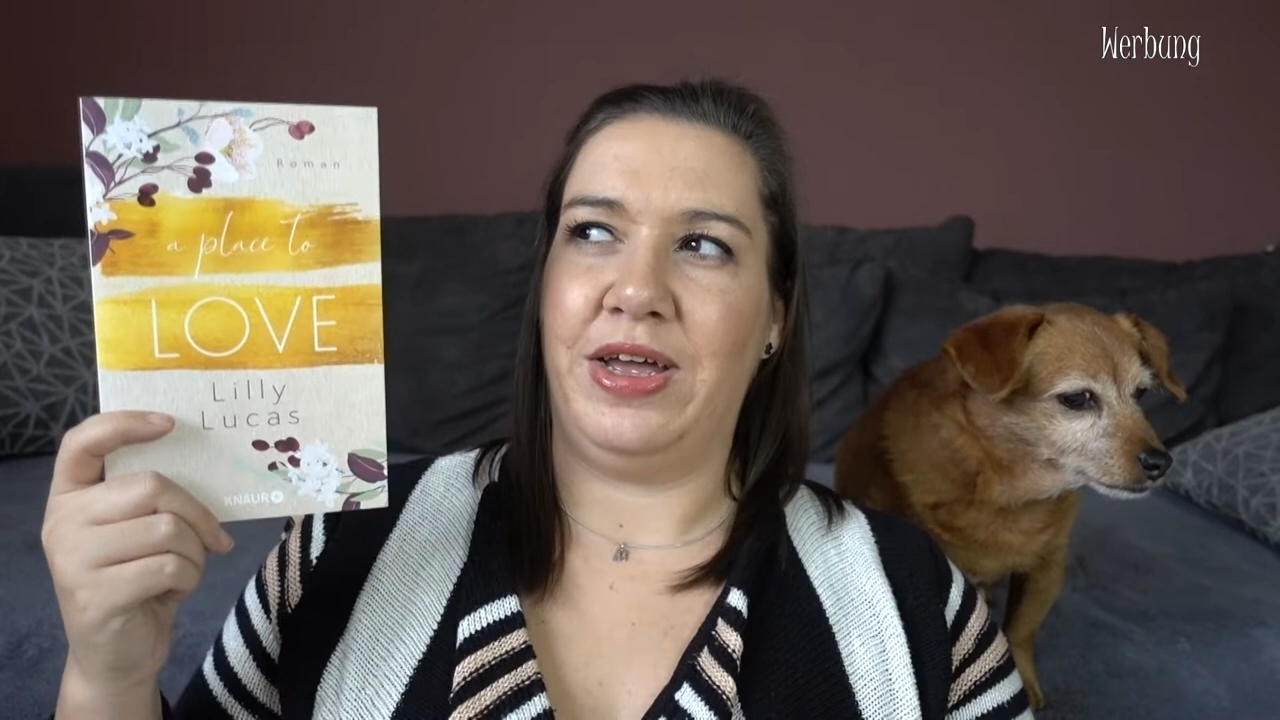 Werbung
Roman
a place to
LOVE
Lilly
Lucas
KNAUR